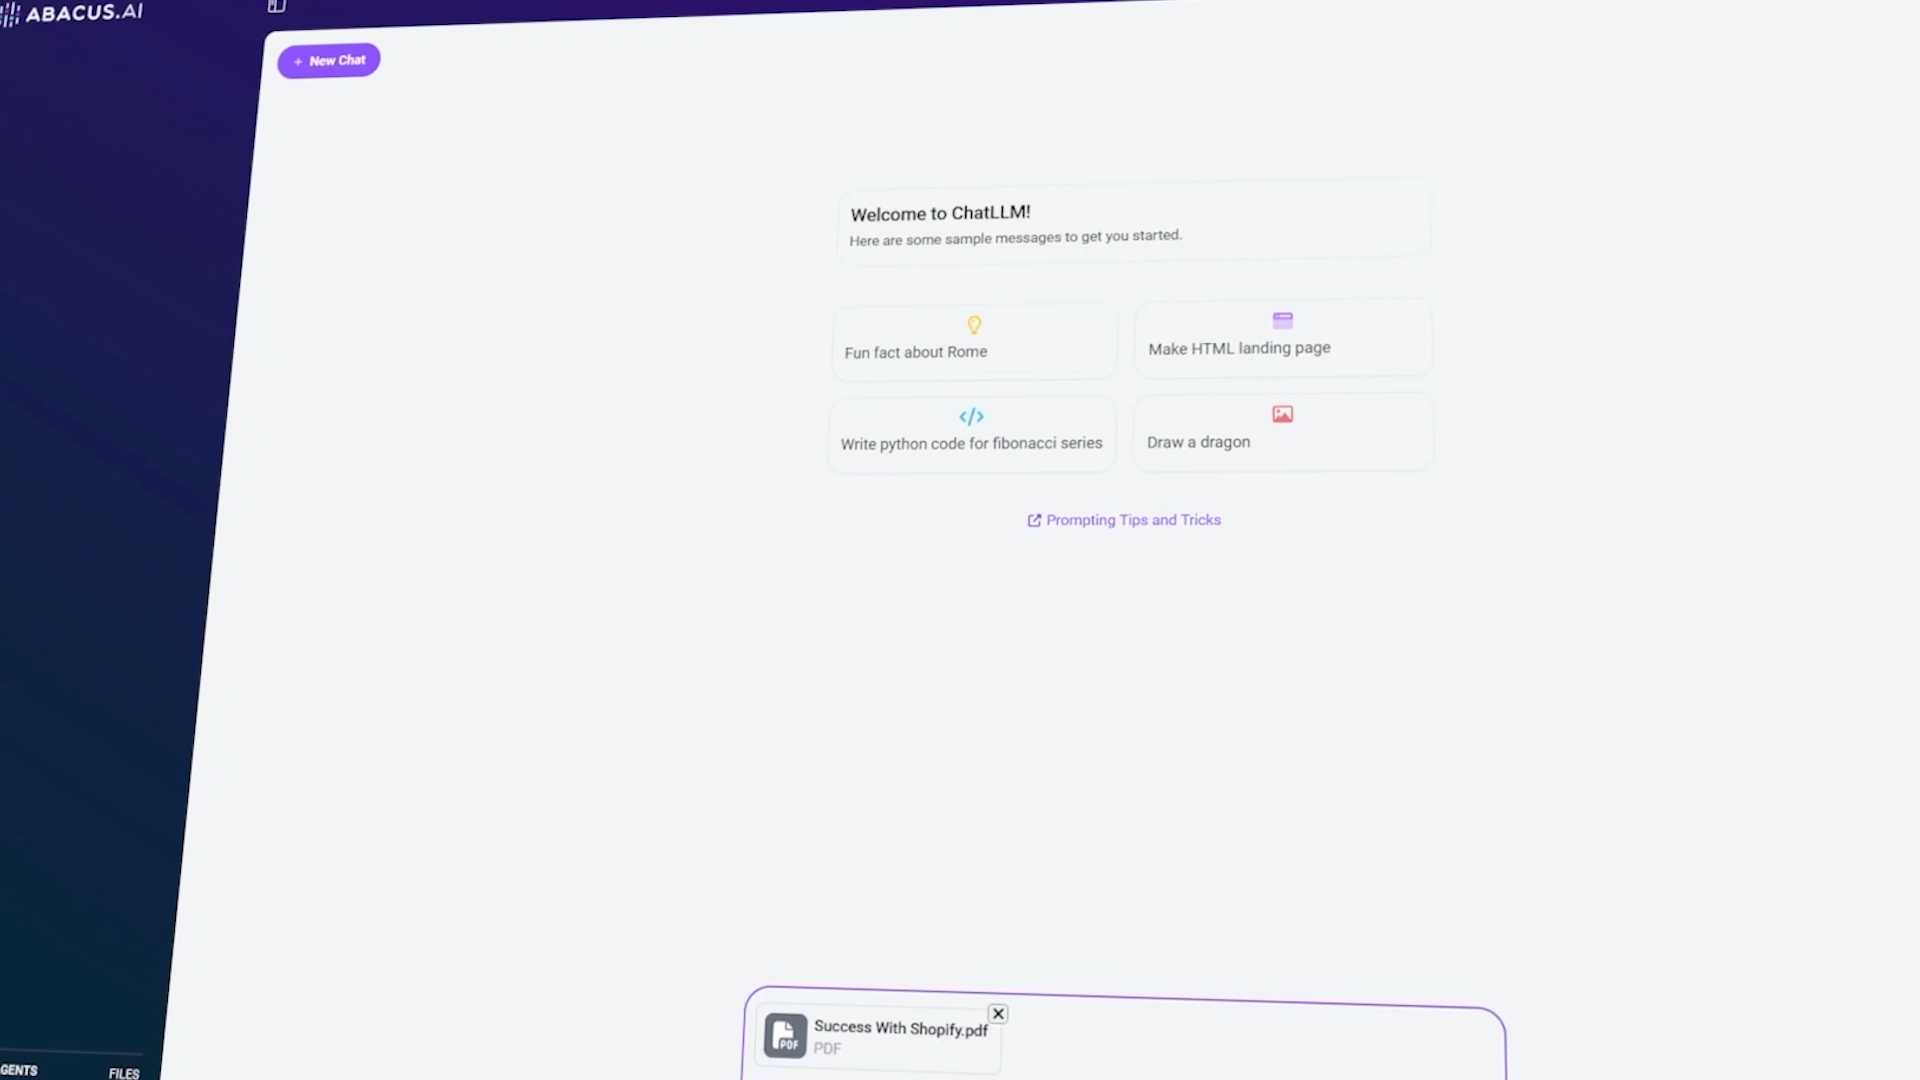 ABACUS.AI
+ New Chat
Welcome to ChatLLM!
Here are some sample messages to get you started.
Fun fact about Rome
Make HTML landing page
Write python code for fibonacci series
Draw a dragon
Prompting Tips and Tricks
Success With Shopify.pdf
PDF
PDF
GENTS
FILES